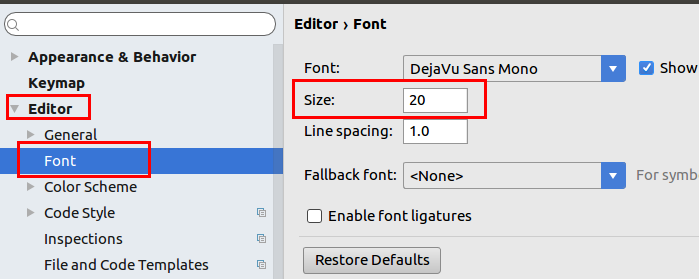 Appearance & Behavior
Keymap
Editor
General
Font
Color Scheme
Code Style
Inspections
File and Code Templates
Editor › Font
Font: DejaVu Sans Mono Show
Size: 20
Line spacing: 1.0
Fallback font: <None> For symb
Enable font ligatures
Restore Defaults